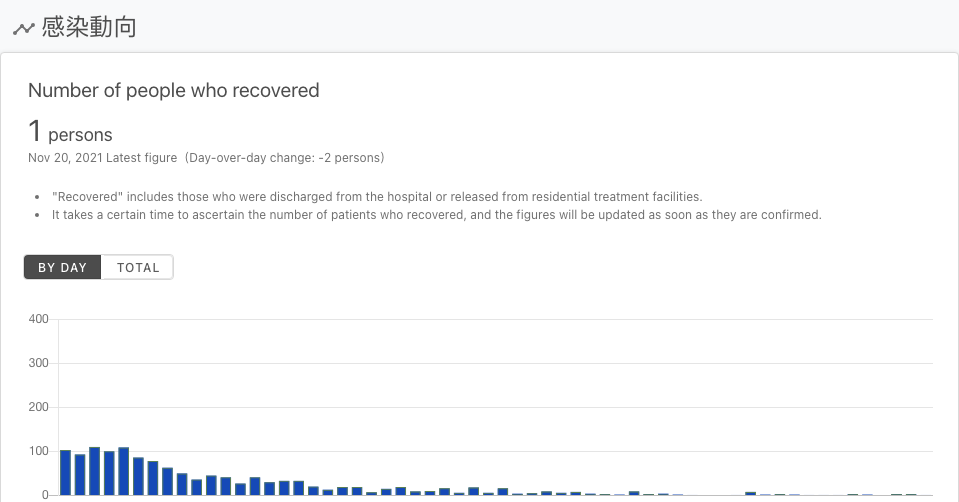 感染動向
Number of people who recovered
1 persons
Nov 20, 2021 Latest figure (Day-over-day change: -2 persons)
• "Recovered" includes those who were discharged from the hospital or released from residential treatment facilities.
• It takes a certain time to ascertain the number of patients who recovered, and the figures will be updated as soon as they are confirmed.
BY DAY TOTAL
400
300
200
100
0